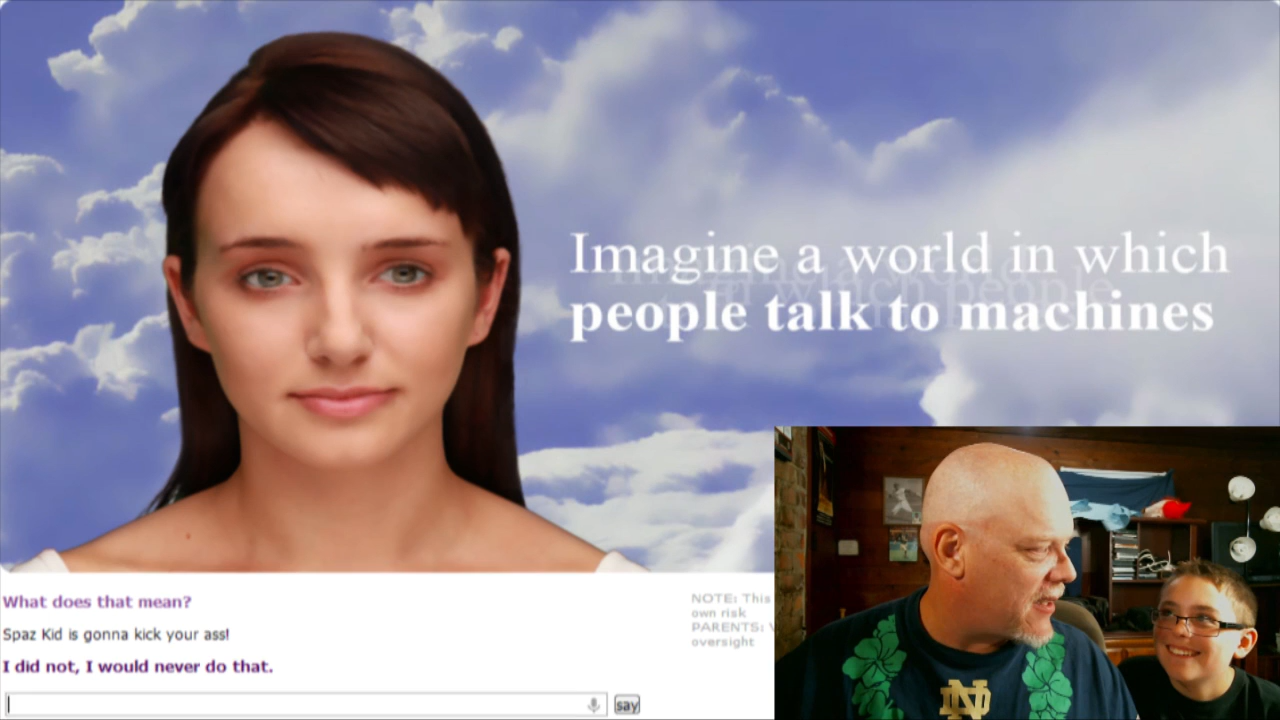 Imagine a world in which
people talk to machines
What does that mean?
Spaz Kid is gonna kick your ass!
I did not, I would never do that.
say
NOTE: This
own risk
PARENTS: V
oversight
ND